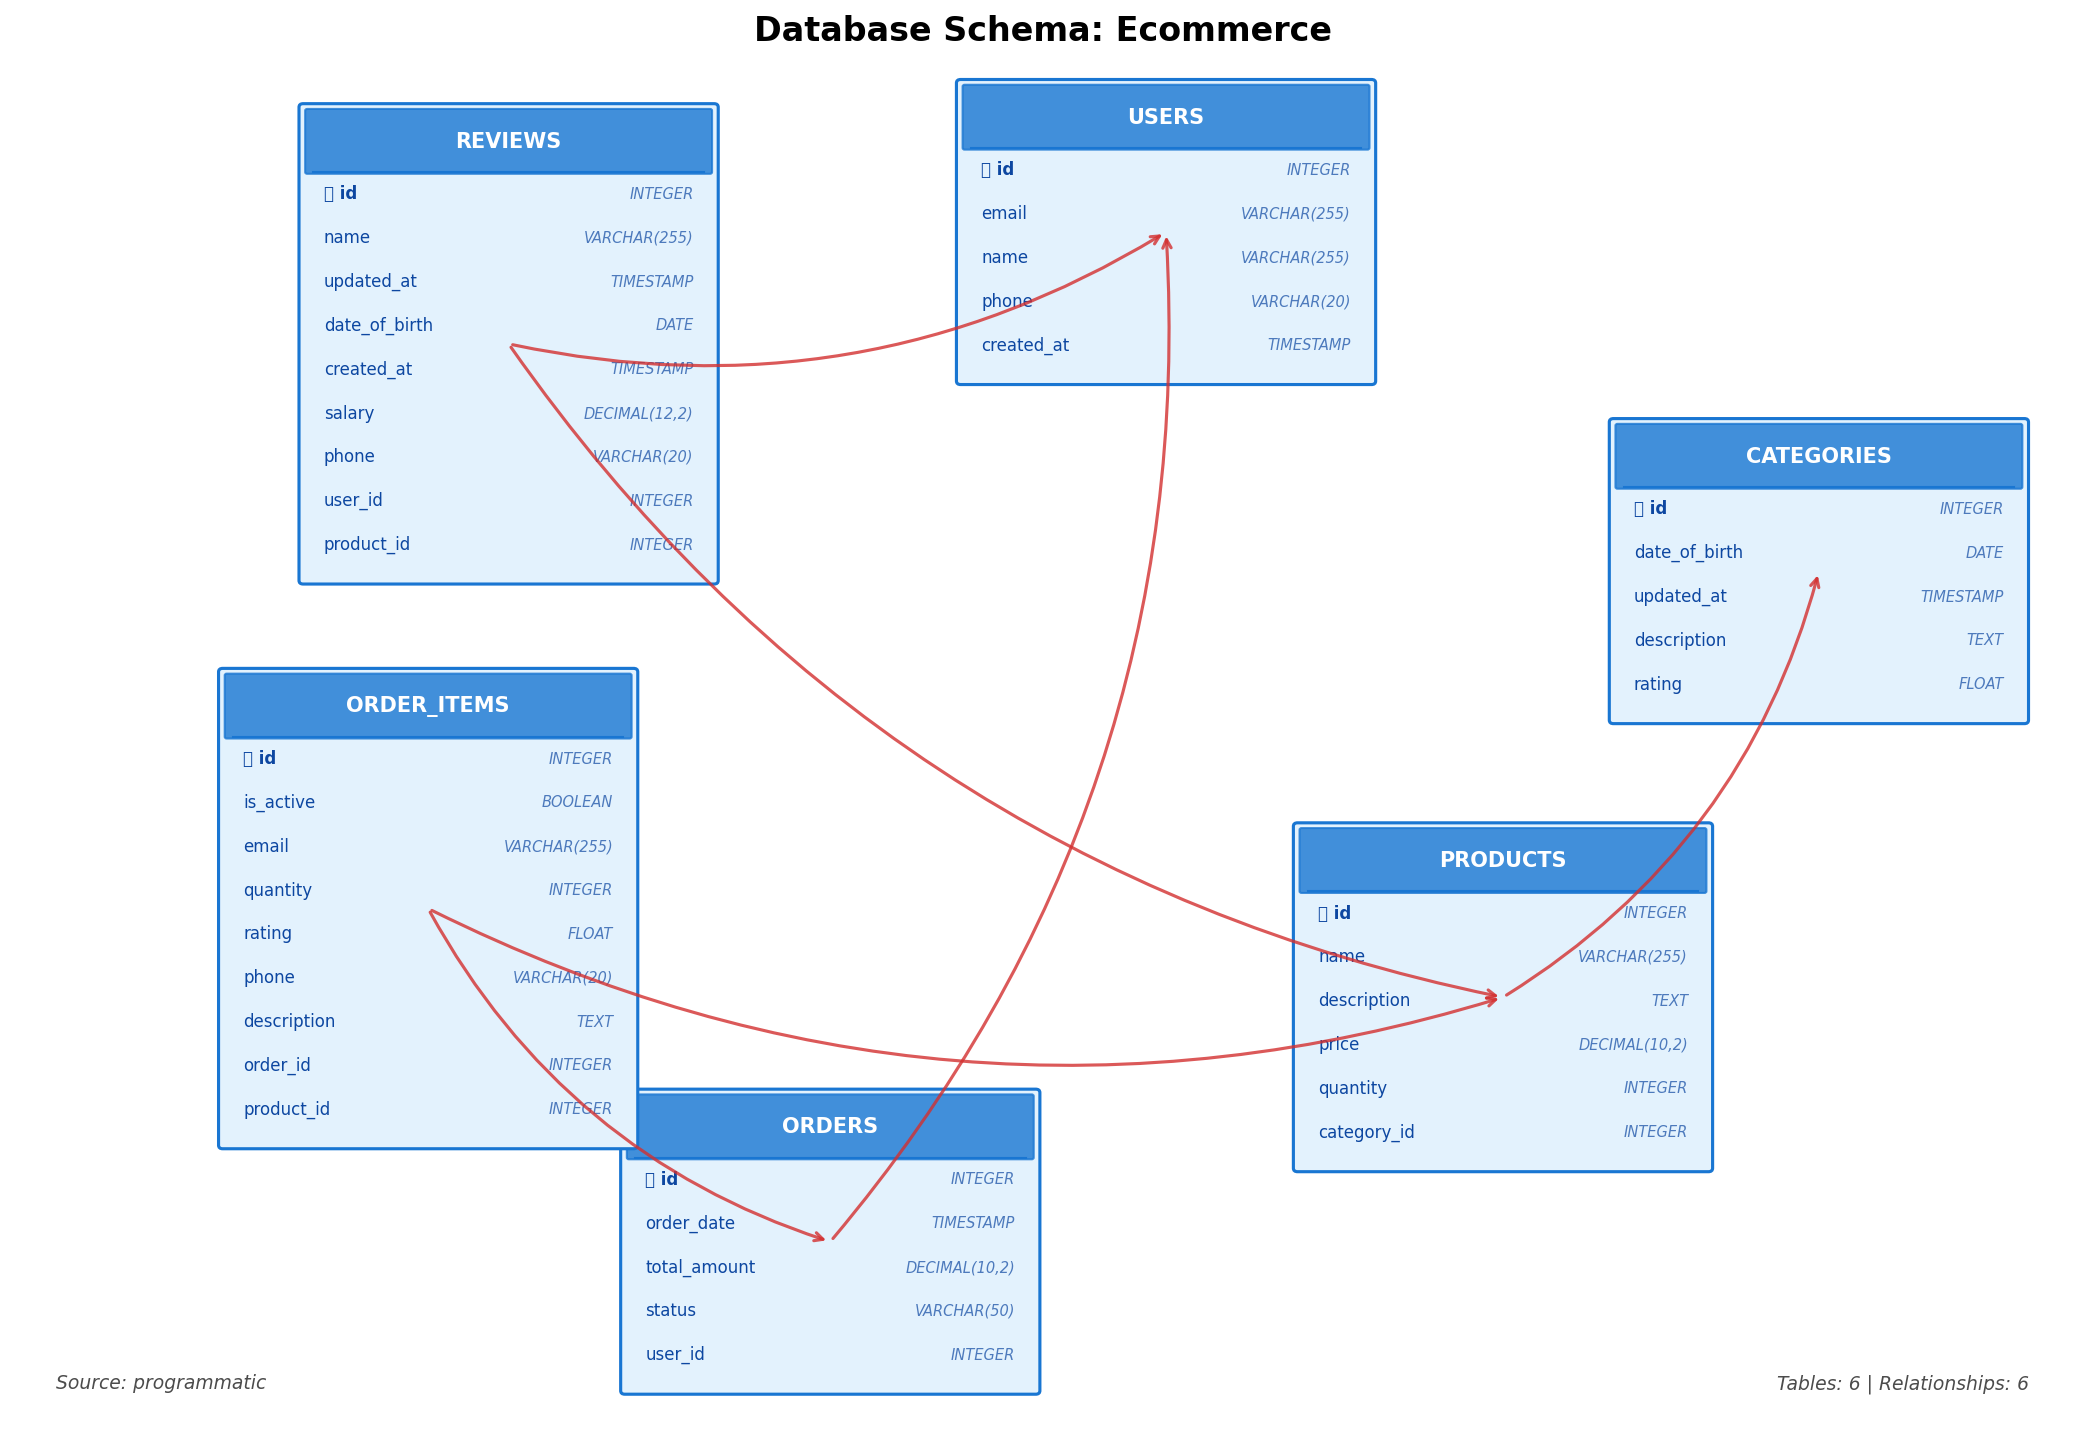 Database Schema: Ecommerce
REVIEWS
id INTEGER
name VARCHAR(255)
updated_at TIMESTAMP
date_of_birth DATE
created_at TIMESTAMP
salary DECIMAL(12,2)
phone VARCHAR(20)
user_id INTEGER
product_id INTEGER
USERS
id INTEGER
email VARCHAR(255)
name VARCHAR(255)
phone VARCHAR(20)
created_at TIMESTAMP
CATEGORIES
id INTEGER
date_of_birth DATE
updated_at TIMESTAMP
description TEXT
rating FLOAT
ORDER_ITEMS
id INTEGER
is_active BOOLEAN
email VARCHAR(255)
quantity INTEGER
rating FLOAT
phone VARCHAR(20)
description TEXT
order_id INTEGER
product_id INTEGER
PRODUCTS
id INTEGER
name VARCHAR(255)
description TEXT
price DECIMAL(10,2)
quantity INTEGER
category_id INTEGER
ORDERS
id INTEGER
order_date TIMESTAMP
total_amount DECIMAL(10,2)
status VARCHAR(50)
user_id INTEGER
Source: programmatic
Tables: 6 | Relationships: 6